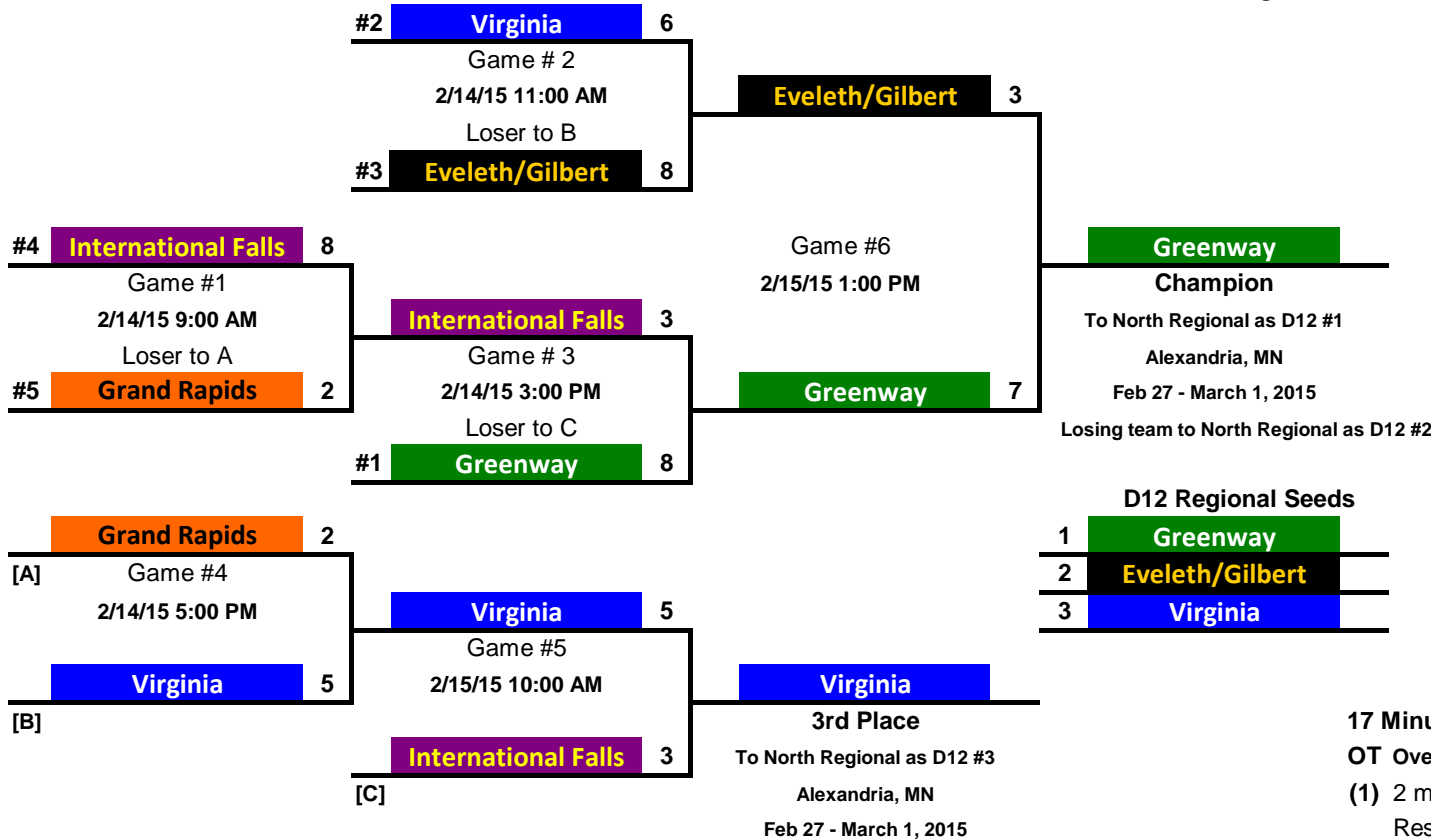 #2 Virginia 6
Game # 2
2/14/15 11:00 AM
Loser to B
#3 Eveleth/Gilbert 8
#4 International Falls 8
Game #1
2/14/15 9:00 AM
Loser to A
#5 Grand Rapids 2
International Falls 3
Game # 3
2/14/15 3:00 PM
Loser to C
#1 Greenway 8
Eveleth/Gilbert 3
Game #6
2/15/15 1:00 PM
Greenway 7
Greenway
Champion
To North Regional as D12 #1
Alexandria, MN
Feb 27 - March 1, 2015
Losing team to North Regional as D12 #2
D12 Regional Seeds
1 Greenway
2 Eveleth/Gilbert
3 Virginia
Grand Rapids 2
[A] Game #4
2/14/15 5:00 PM
Virginia 5
[B]
Virginia 5
Game #5
2/15/15 10:00 AM
International Falls 3
[C]
Virginia
3rd Place
To North Regional as D12 #3
Alexandria, MN
Feb 27 - March 1, 2015
17
OT
(1) 2